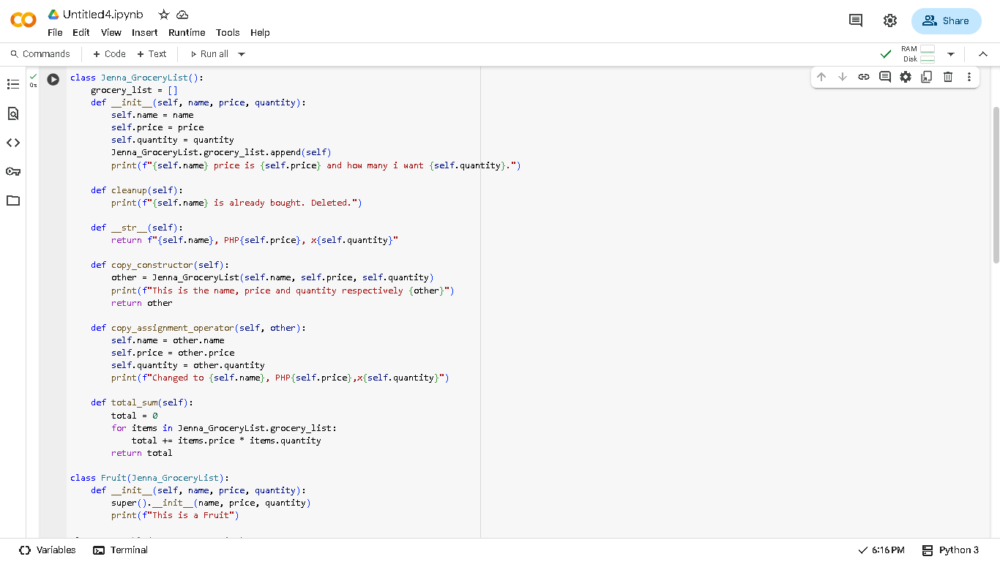 Untitled4.ipynb
File Edit View Insert Runtime Tools Help
Share
Commands + Code + Text Run all
RAM
Disk
0s
class Jenna_GroceryList():
    grocery_list = []
    def __init__(self, name, price, quantity):
        self.name = name
        self.price = price
        self.quantity = quantity
        Jenna_GroceryList.grocery_list.append(self)
        print(f"{self.name} price is {self.price} and how many i want {self.quantity}.")
    def cleanup(self):
        print(f"{self.name} is already bought. Deleted.")
    def __str__(self):
        return f"{self.name}, PHP{self.price}, x{self.quantity}"
    def copy_constructor(self):
        other = Jenna_GroceryList(self.name, self.price, self.quantity)
        print(f"This is the name, price and quantity respectively {other}")
        return other
    def copy_assignment_operator(self, other):
        self.name = other.name
        self.price = other.price
        self.quantity = other.quantity
        print(f"Changed to {self.name}, PHP{self.price},x{self.quantity}")
    def total_sum(self):
        total = 0
        for items in Jenna_GroceryList.grocery_list:
            total += items.price * items.quantity
        return total
class Fruit(Jenna_GroceryList):
    def __init__(self, name, price, quantity):
        super().__init__(name, price, quantity)
        print(f"This is a Fruit")
Variables Terminal
6:16 PM Python 3